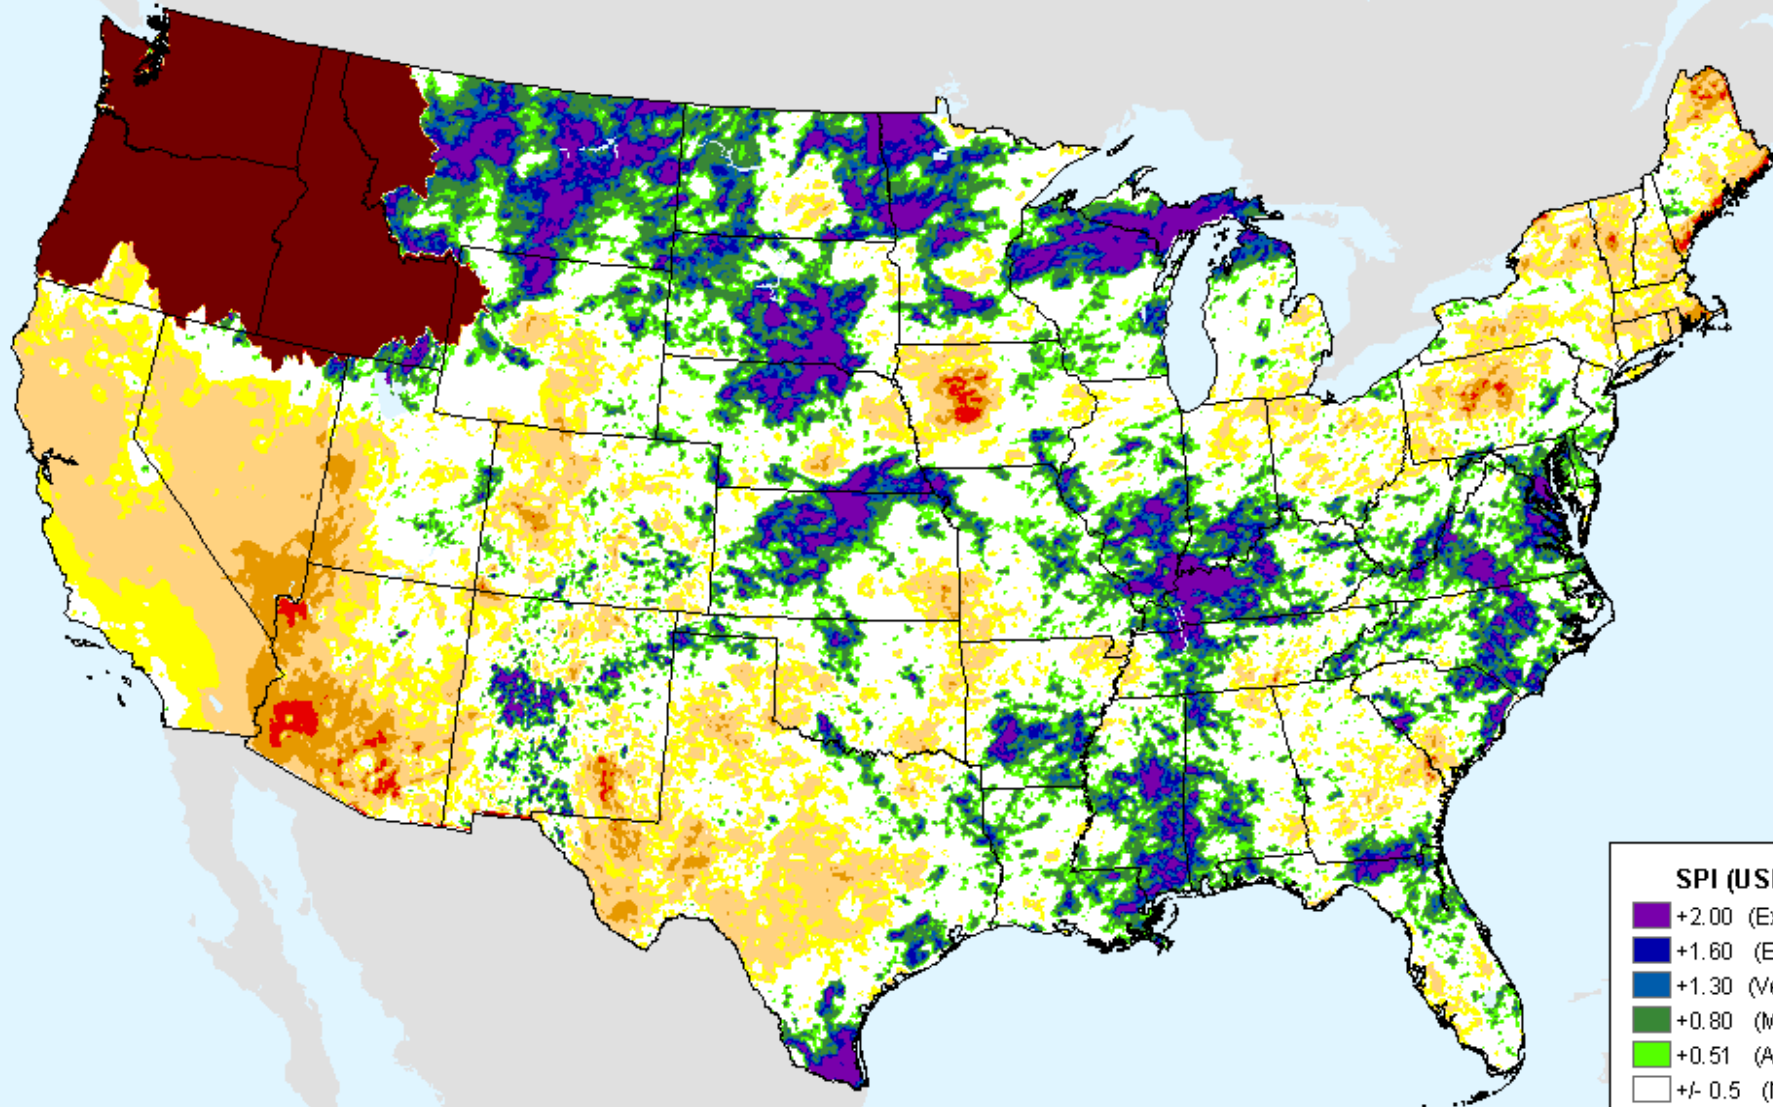 SPI (USI
+2.00 (Ex
+1.60 (E
+1.30 (Ve
+0.80 (M
+0.51 (A
+/- 0.5 (I